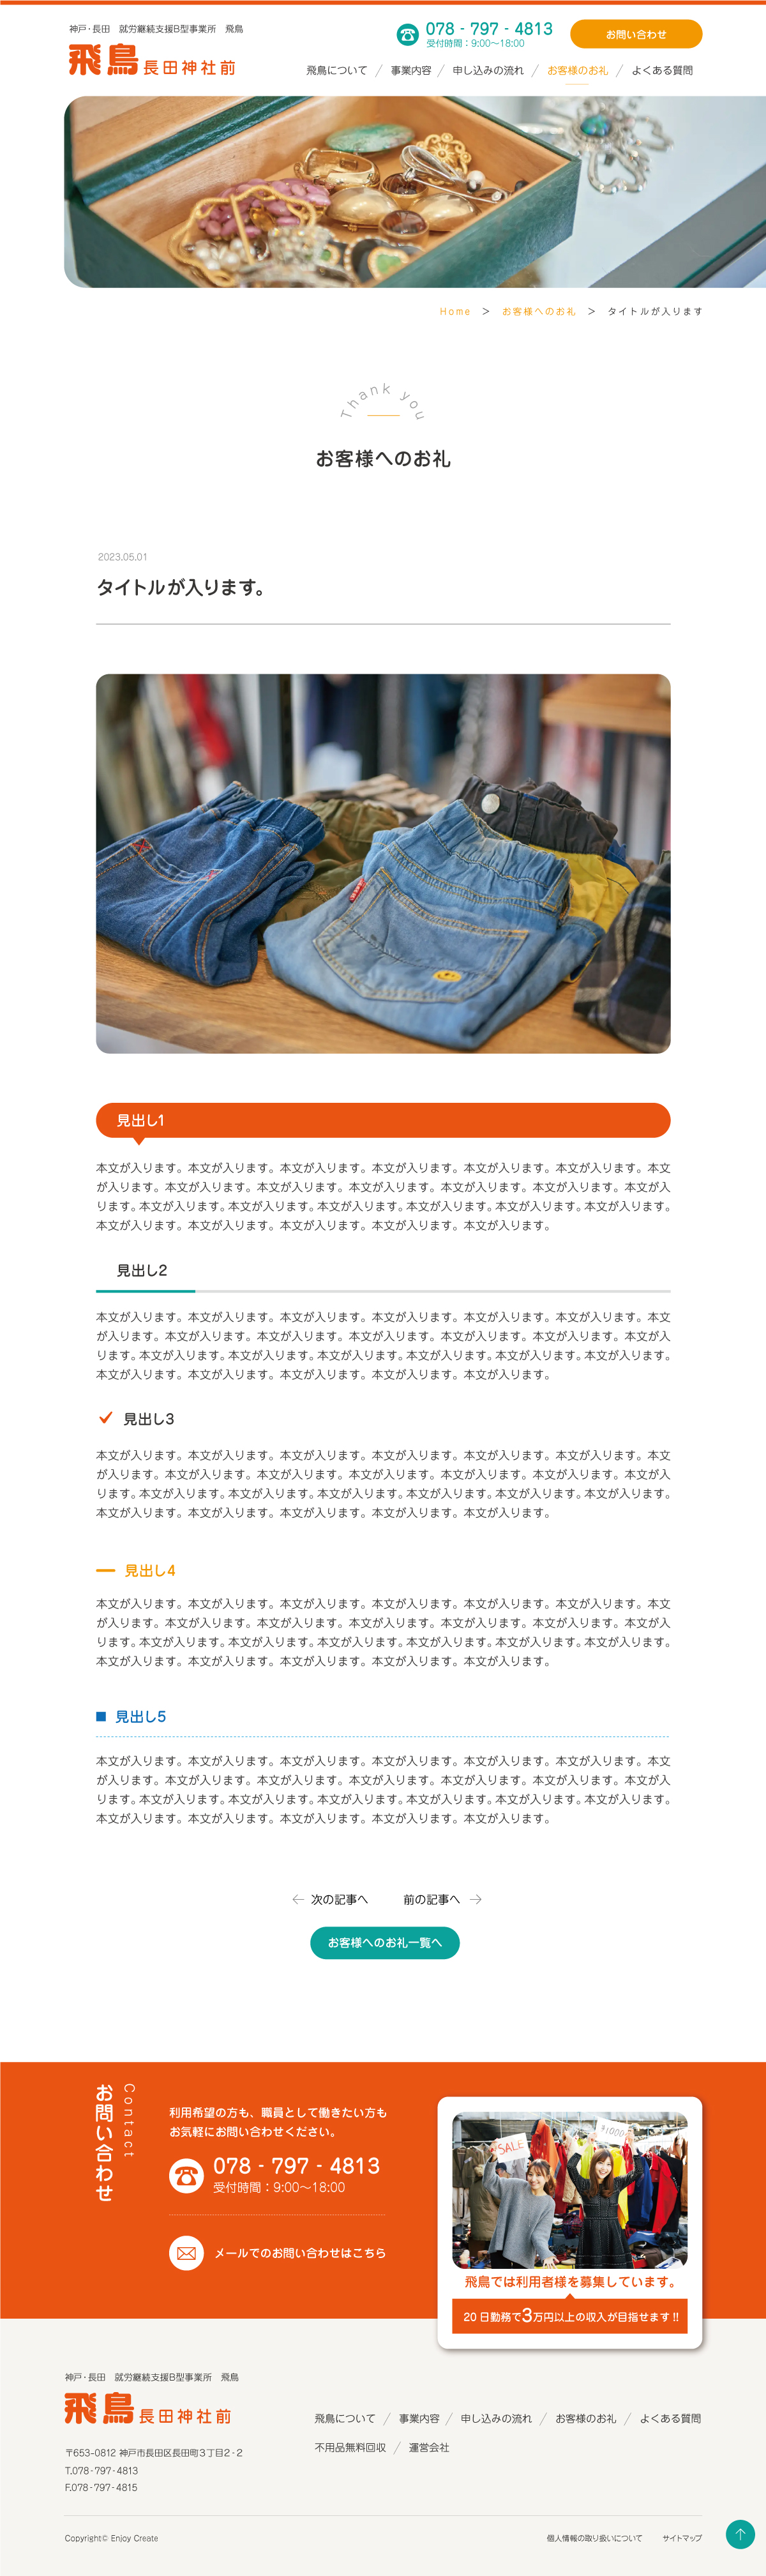 神戸・長田　就労継続支援B型事業所　飛鳥
飛鳥 長田神社前
078 - 797 - 4813
受付時間：9:00〜18:00
お問い合わせ
飛鳥について ／ 事業内容 ／ 申し込みの流れ ／ お客様のお礼 ／ よくある質問
Home ＞ お客様へのお礼 ＞ タイトルが入ります
Thank you
お客様へのお礼
2023.05.01
タイトルが入ります。
見出し1
本文が入ります。本文が入ります。本文が入ります。本文が入ります。本文が入ります。本文が入ります。本文
が入ります。本文が入ります。本文が入ります。本文が入ります。本文が入ります。本文が入ります。本文が入
ります。本文が入ります。本文が入ります。本文が入ります。本文が入ります。本文が入ります。本文が入ります。
本文が入ります。本文が入ります。本文が入ります。本文が入ります。本文が入ります。
見出し2
本文が入ります。本文が入ります。本文が入ります。本文が入ります。本文が入ります。本文が入ります。本文
が入ります。本文が入ります。本文が入ります。本文が入ります。本文が入ります。本文が入ります。本文が入
ります。本文が入ります。本文が入ります。本文が入ります。本文が入ります。本文が入ります。本文が入ります。
本文が入ります。本文が入ります。本文が入ります。本文が入ります。本文が入ります。
見出し3
本文が入ります。本文が入ります。本文が入ります。本文が入ります。本文が入ります。本文が入ります。本文
が入ります。本文が入ります。本文が入ります。本文が入ります。本文が入ります。本文が入ります。本文が入
ります。本文が入ります。本文が入ります。本文が入ります。本文が入ります。本文が入ります。本文が入ります。
本文が入ります。本文が入ります。本文が入ります。本文が入ります。本文が入ります。
見出し4
本文が入ります。本文が入ります。本文が入ります。本文が入ります。本文が入ります。本文が入ります。本文
が入ります。本文が入ります。本文が入ります。本文が入ります。本文が入ります。本文が入ります。本文が入
ります。本文が入ります。本文が入ります。本文が入ります。本文が入ります。本文が入ります。本文が入ります。
本文が入ります。本文が入ります。本文が入ります。本文が入ります。本文が入ります。
見出し5
本文が入ります。本文が入ります。本文が入ります。本文が入ります。本文が入ります。本文が入ります。本文
が入ります。本文が入ります。本文が入ります。本文が入ります。本文が入ります。本文が入ります。本文が入
ります。本文が入ります。本文が入ります。本文が入ります。本文が入ります。本文が入ります。本文が入ります。
本文が入ります。本文が入ります。本文が入ります。本文が入ります。本文が入ります。
← 次の記事へ　前の記事へ →
お客様へのお礼一覧へ
お問い合わせ
Contact
利用希望の方も、職員として働きたい方も
お気軽にお問い合わせください。
078 - 797 - 4813
受付時間：9:00〜18:00
メールでのお問い合わせはこちら
SALE
¥1000
飛鳥では利用者様を募集しています。
20日勤務で3万円以上の収入が目指せます!!
神戸・長田　就労継続支援B型事業所　飛鳥
飛鳥 長田神社前
〒653-0812 神戸市長田区長田町3丁目2-2
T.078-797-4813
F.078-797-4815
飛鳥について ／ 事業内容 ／ 申し込みの流れ ／ お客様のお礼 ／ よくある質問
不用品無料回収 ／ 運営会社
Copyright© Enjoy Create
個人情報の取り扱いについて　サイトマップ